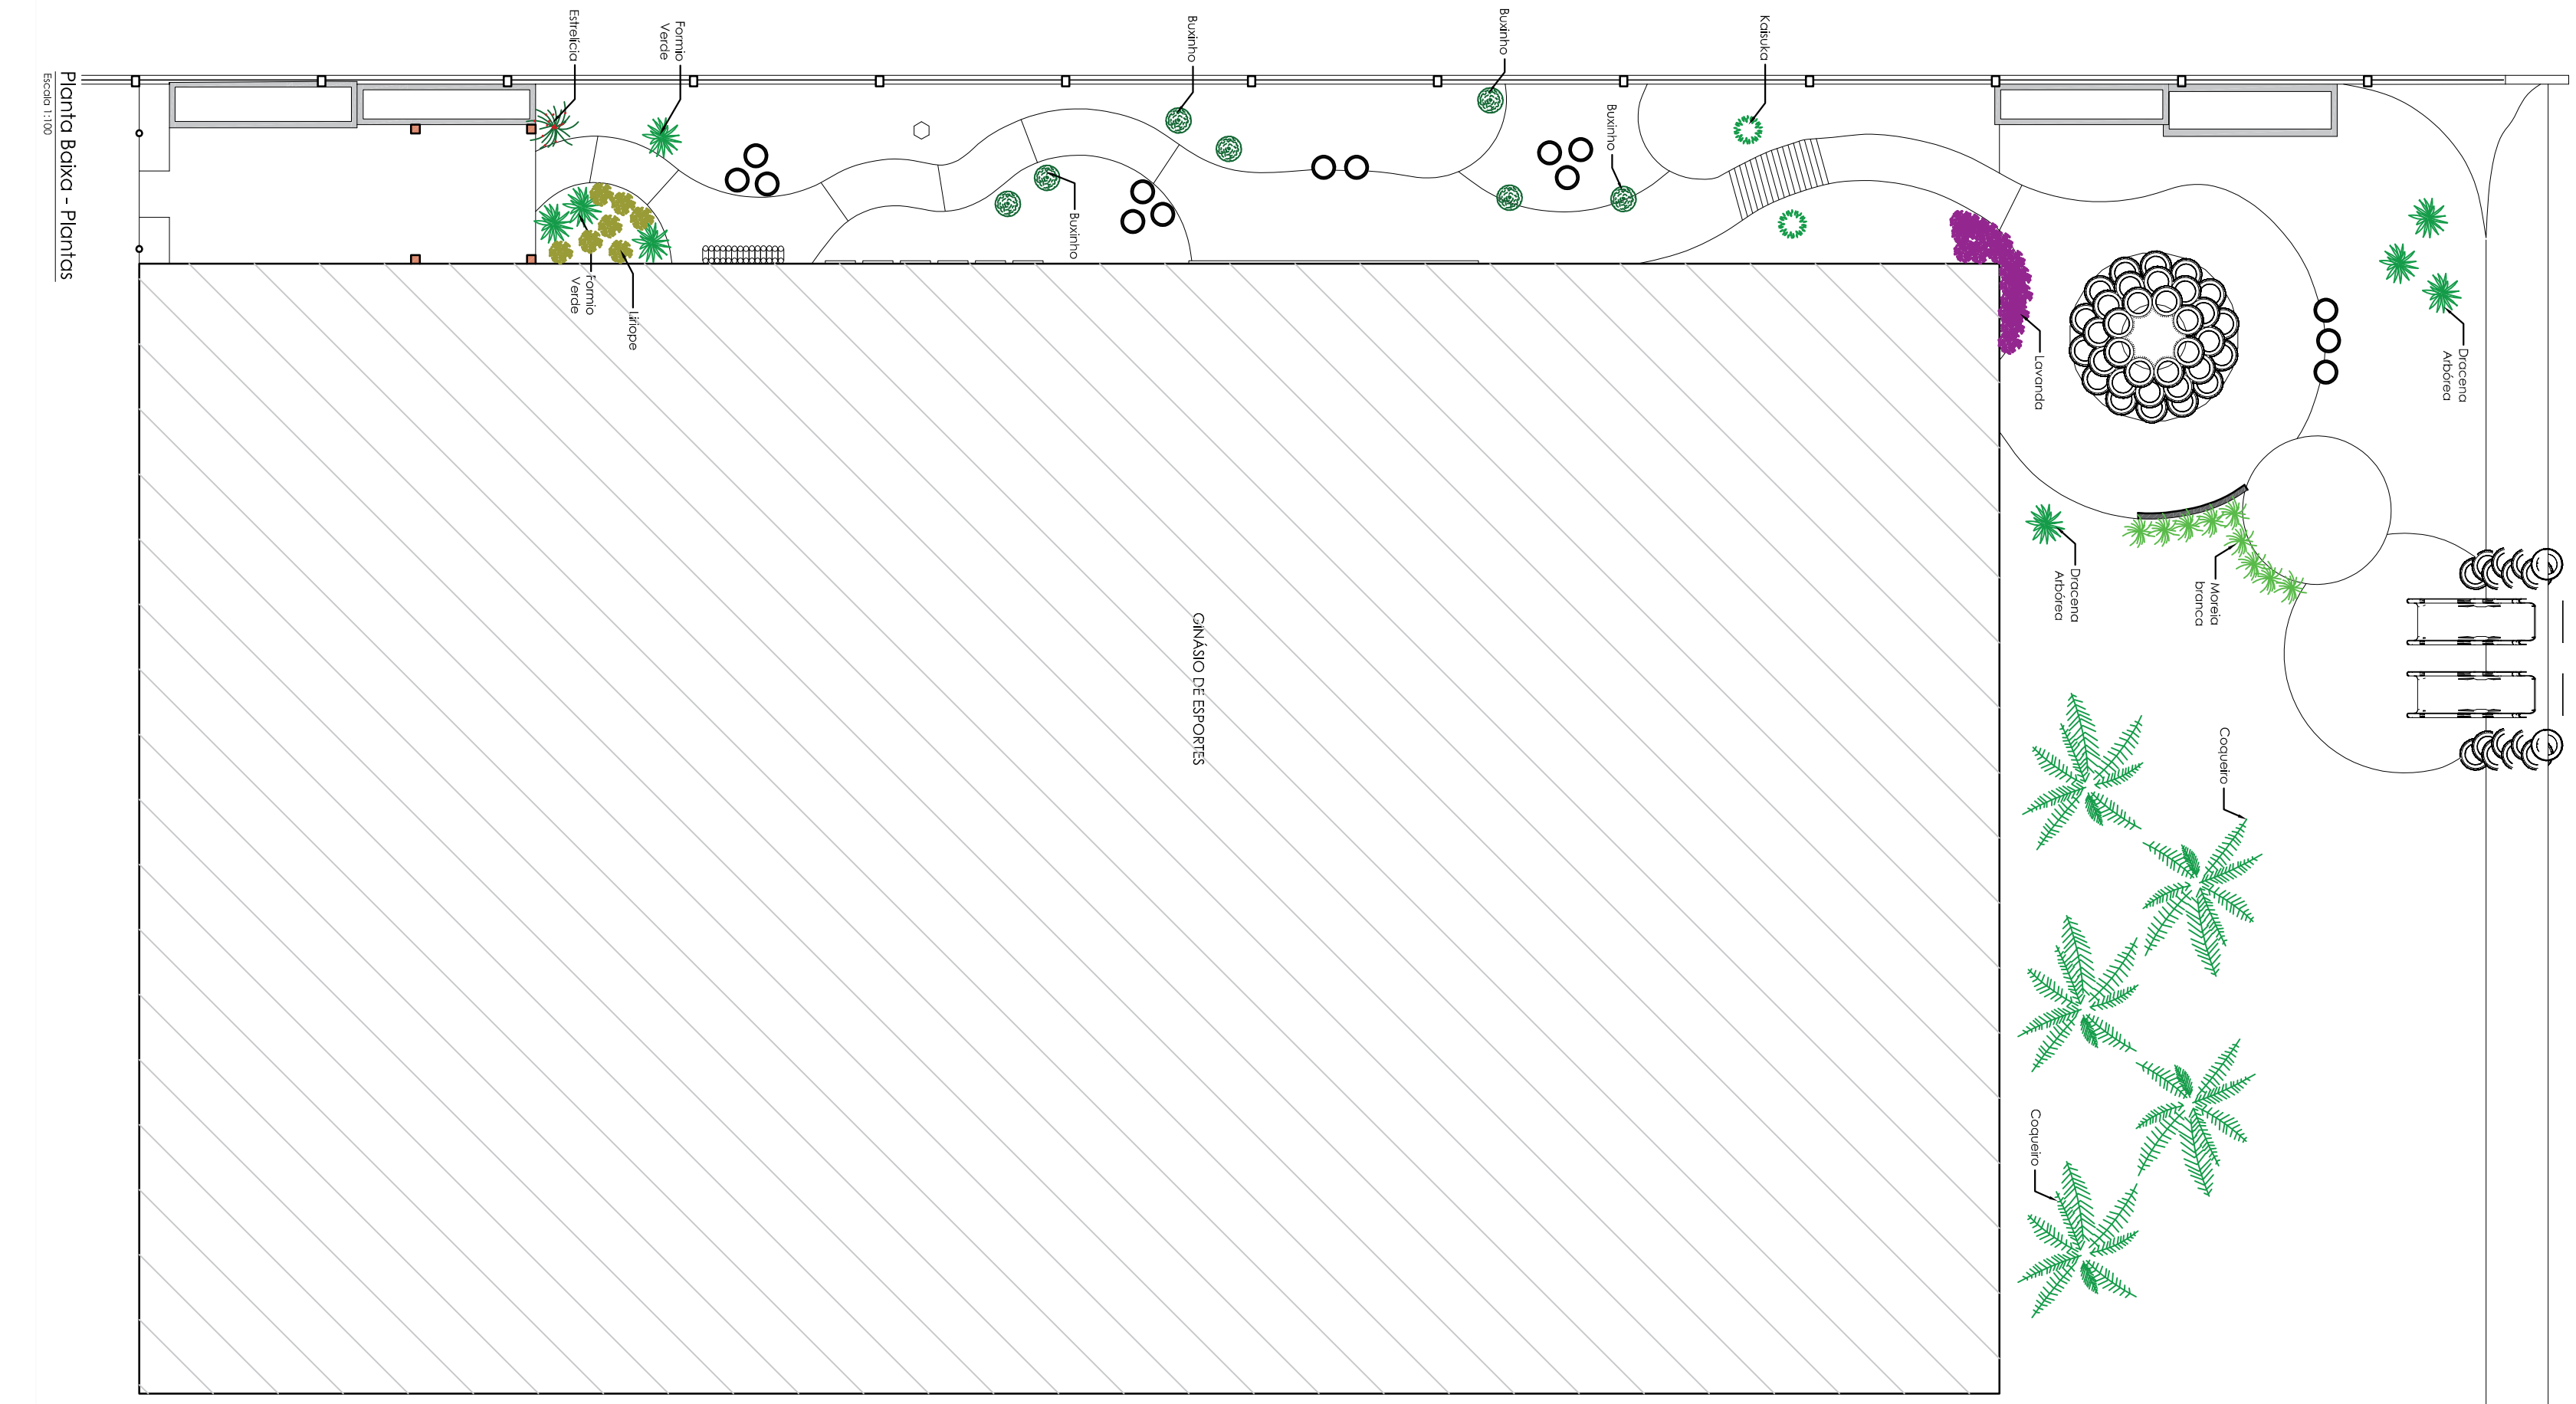 Planta Baixa - Plantas
Escala 1:100
Estrelícia
Formio
Verde
Buxinho
Buxinho
Kaisuka
Buxinho
Buxinho
Formio
Verde
Liriope
Lavanda
Dracena
Arbórea
Dracena
Arbórea
Moreia
branca
GINÁSIO DE ESPORTES
Coqueiro
Coqueiro